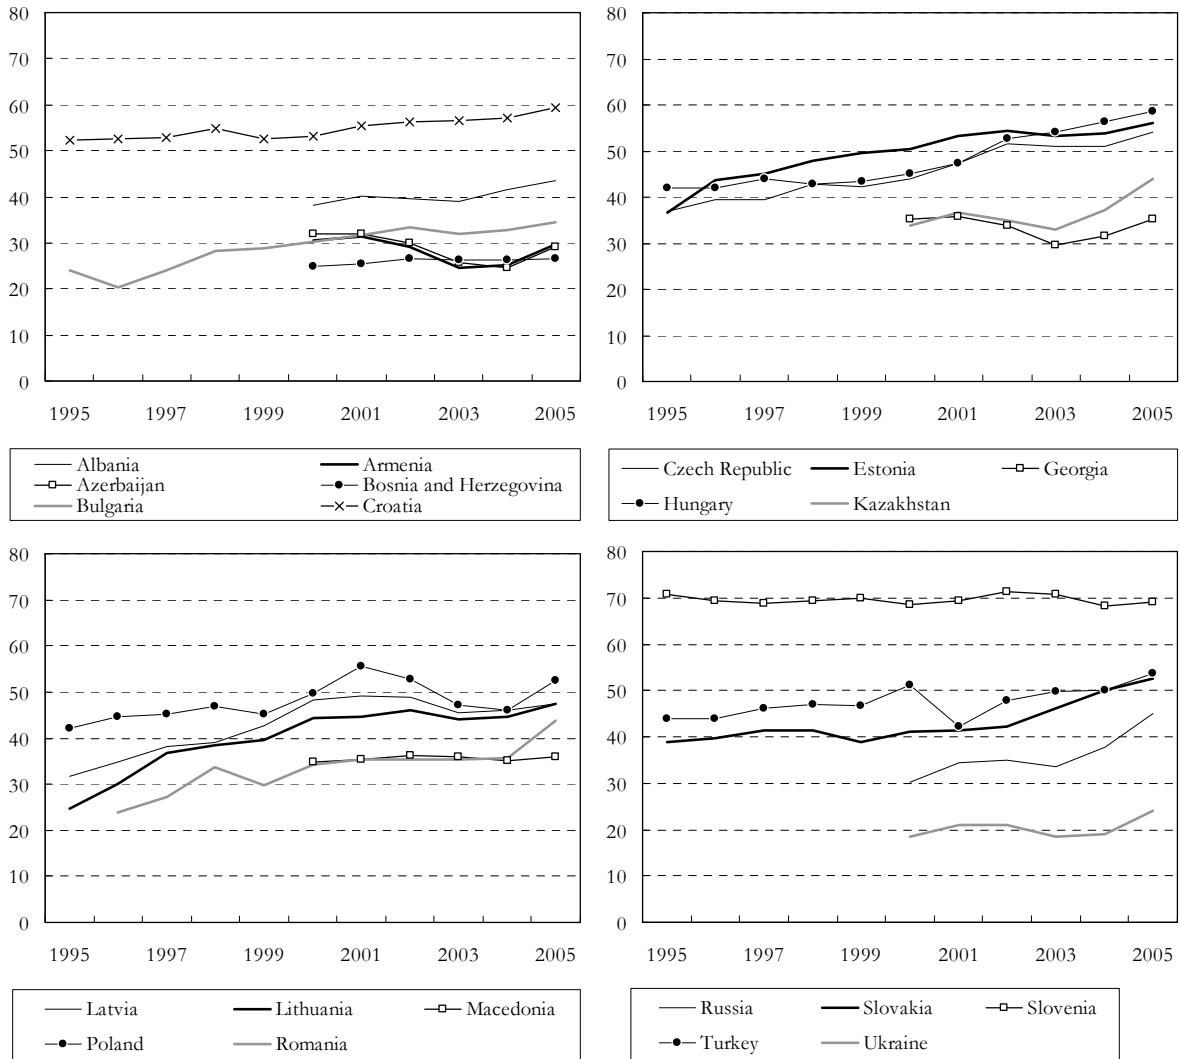 80
70
60
50
40
30
20
10
0
1995 1997 1999 2001 2003 2005
Albania Armenia
Azerbaijan Bosnia and Herzegovina
Bulgaria Croatia
80
70
60
50
40
30
20
10
0
1995 1997 1999 2001 2003 2005
Czech Republic Estonia Georgia
Hungary Kazakhstan
80
70
60
50
40
30
20
10
0
1995 1997 1999 2001 2003 2005
Latvia Lithuania Macedonia
Poland Romania
80
70
60
50
40
30
20
10
0
1995 1997 1999 2001 2003 2005
Russia Slovakia Slovenia
Turkey Ukraine